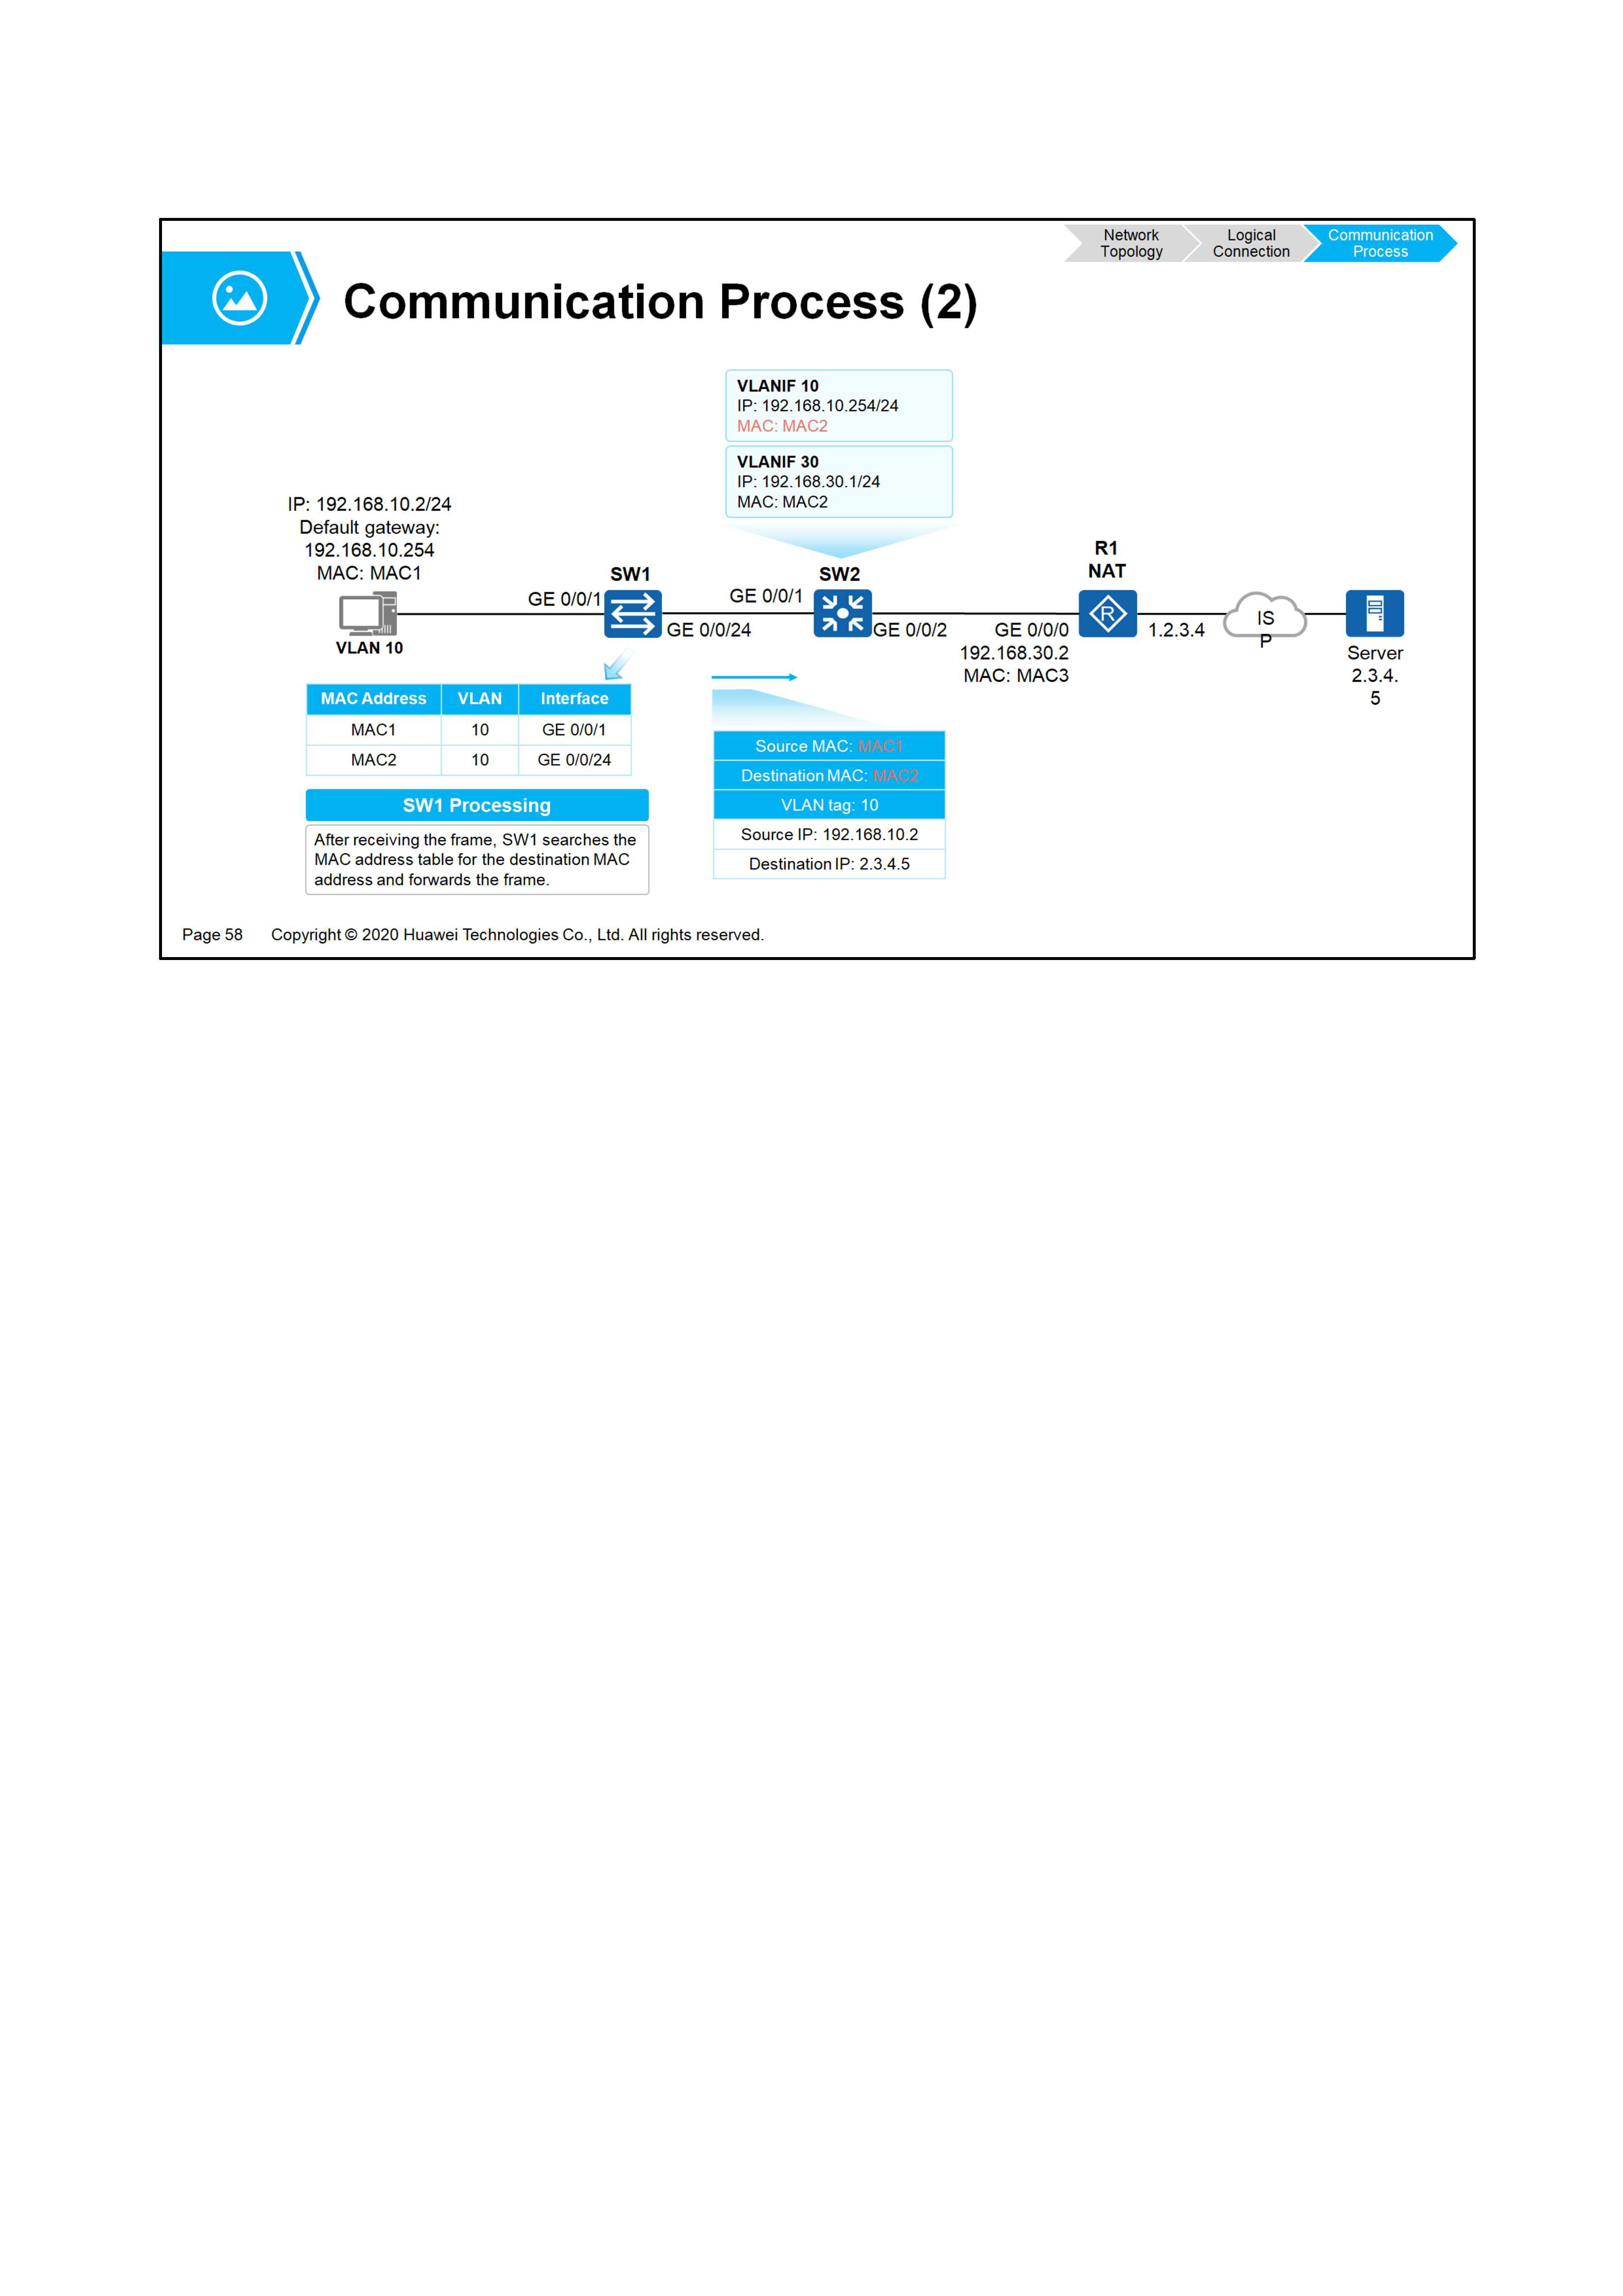 Network
Topology
Logical
Connection
Communication
Process
Communication Process (2)
VLANIF 10
IP: 192.168.10.254/24
MAC: MAC2
VLANIF 30
IP: 192.168.30.1/24
MAC: MAC2
IP: 192.168.10.2/24
Default gateway:
192.168.10.254
MAC: MAC1
VLAN 10
SW1
GE 0/0/1
GE 0/0/24
SW2
GE 0/0/1
GE 0/0/2
R1
NAT
GE 0/0/0
192.168.30.2
MAC: MAC3
R
1.2.3.4
IS
P
Server
2.3.4.
5
MAC Address VLAN Interface
MAC1 10 GE 0/0/1
MAC2 10 GE 0/0/24
SW1 Processing
After receiving the frame, SW1 searches the
MAC address table for the destination MAC
address and forwards the frame.
Source MAC: MAC1
Destination MAC: MAC2
VLAN tag: 10
Source IP: 192.168.10.2
Destination IP: 2.3.4.5
Page 58 Copyright © 2020 Huawei Technologies Co., Ltd. All rights reserved.